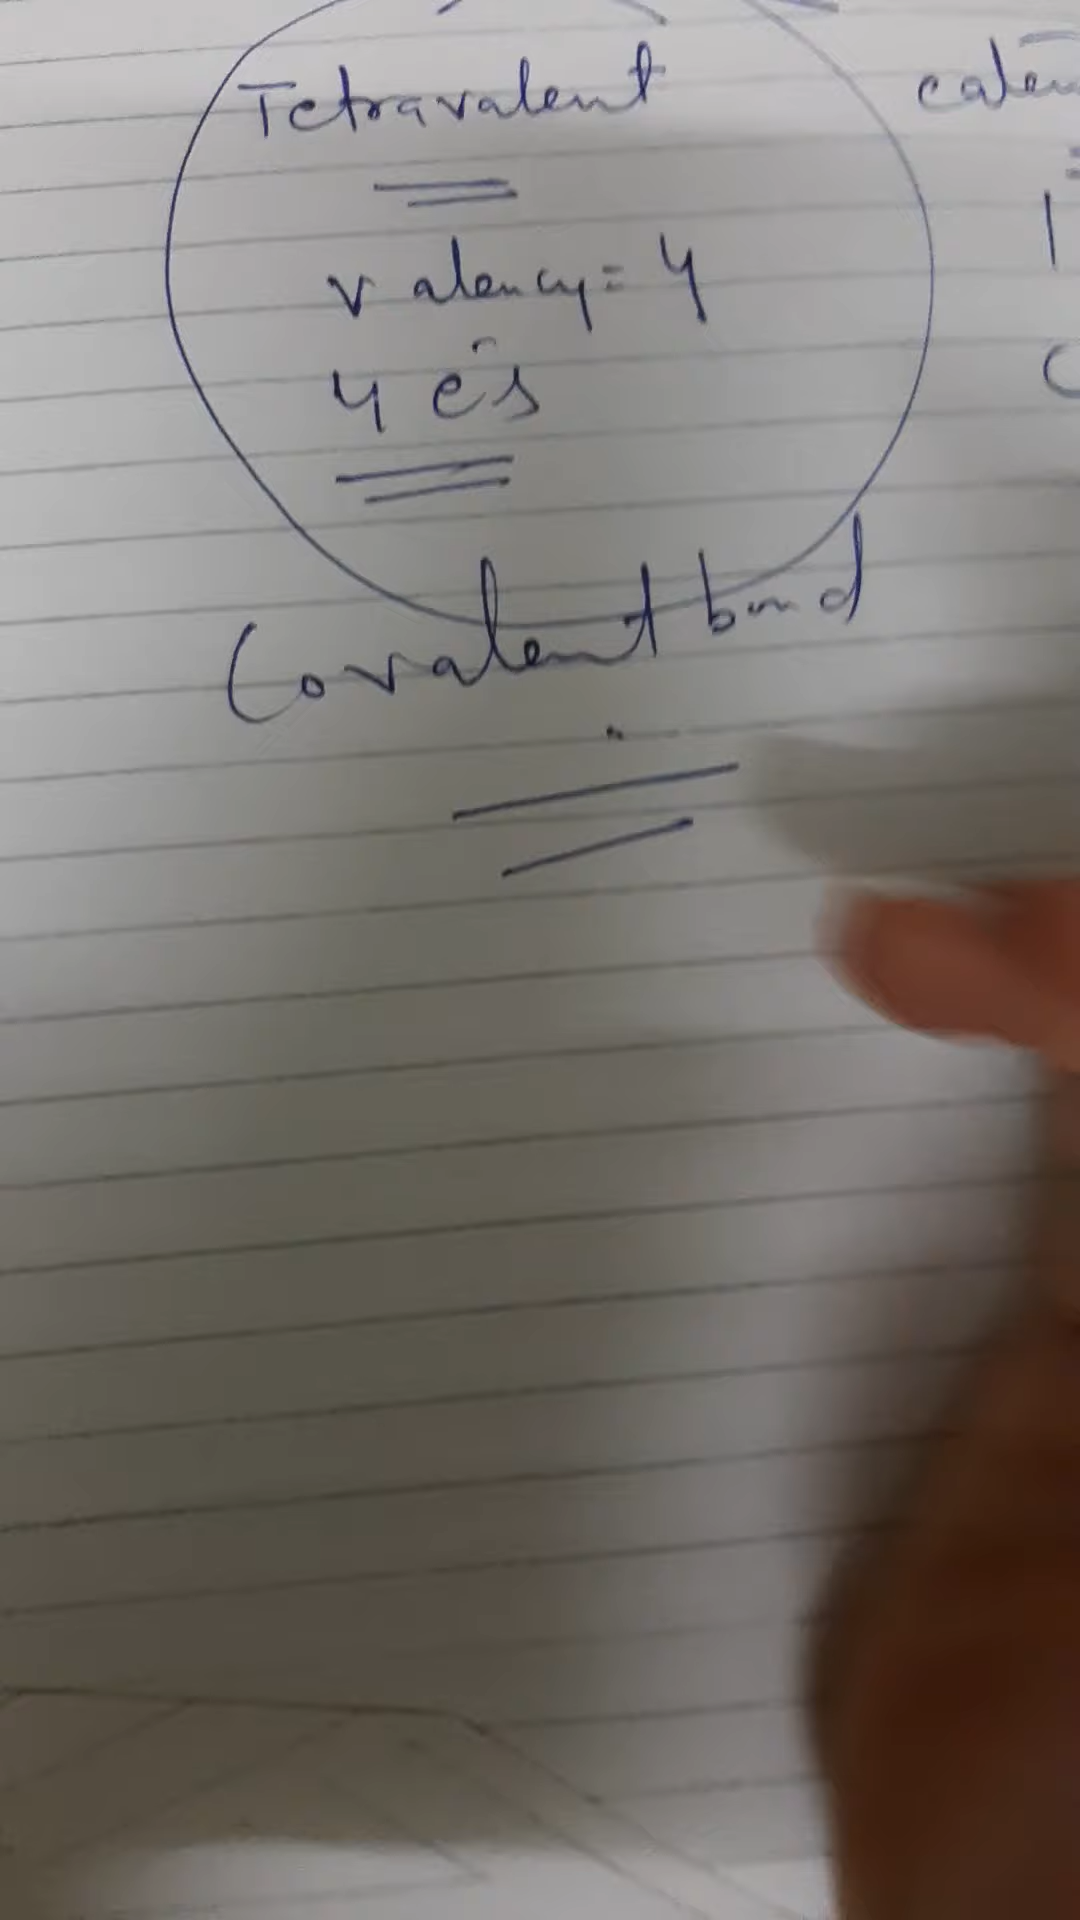 Tetravalent
valency = 4
4 e⁻s
Covalent bond